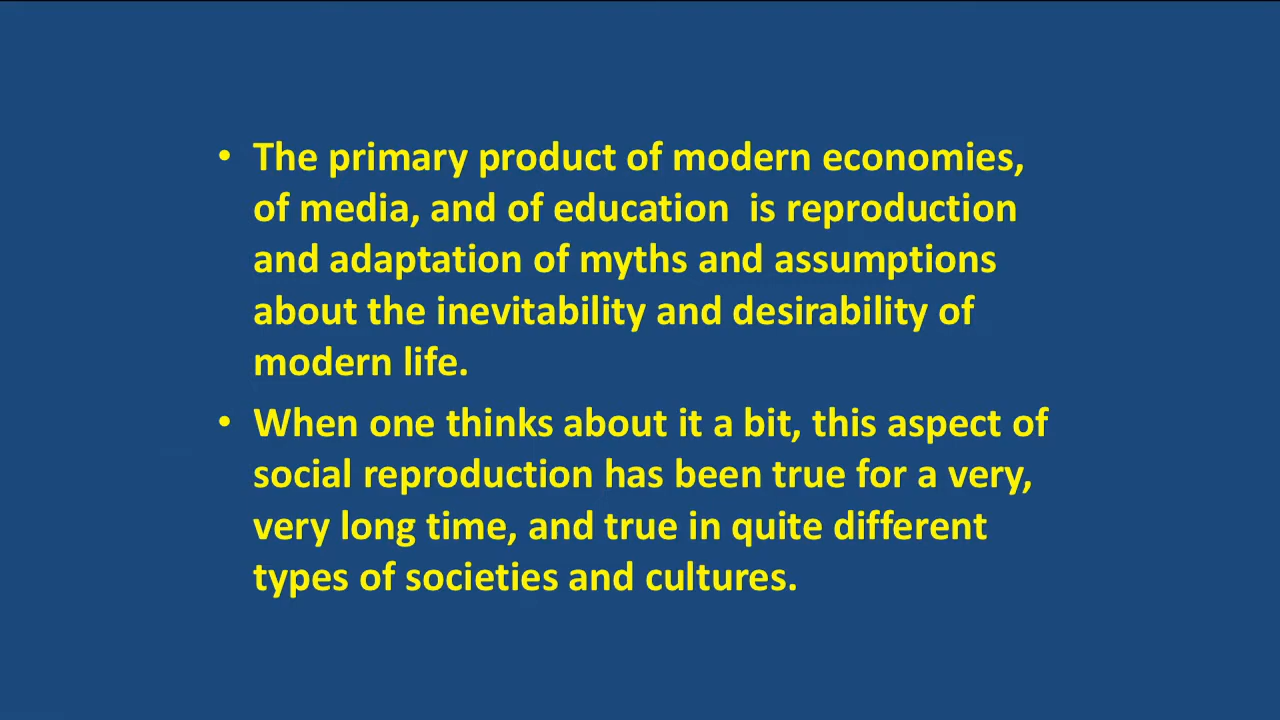 • The primary product of modern economies,
of media, and of education  is reproduction
and adaptation of myths and assumptions
about the inevitability and desirability of
modern life.
• When one thinks about it a bit, this aspect of
social reproduction has been true for a very,
very long time, and true in quite different
types of societies and cultures.